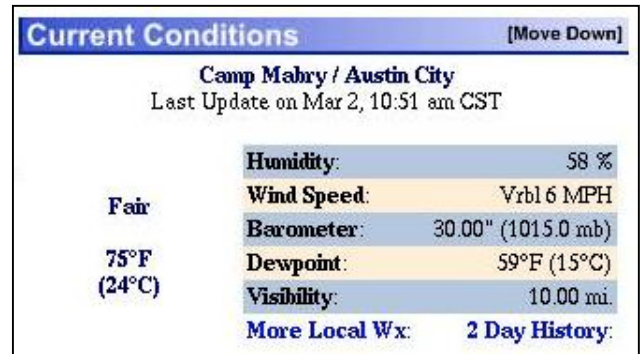 Current Conditions [Move Down]
Camp Mabry / Austin City
Last Update on Mar 2, 10:51 am CST
Fair
75°F
(24°C)
Humidity: 58 %
Wind Speed: Vrbl 6 MPH
Barometer: 30.00" (1015.0 mb)
Dewpoint: 59°F (15°C)
Visibility: 10.00 mi.
More Local Wx: 2 Day History: